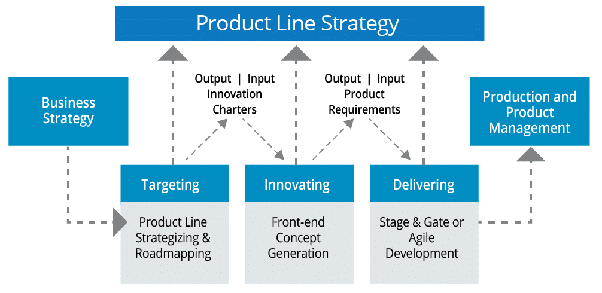 Product Line Strategy
Output | Input
Innovation
Charters
Output | Input
Product
Requirements
Business
Strategy
Production and
Product
Management
Targeting
Innovating
Delivering
Product Line
Strategizing &
Roadmapping
Front-end
Concept
Generation
Stage & Gate or
Agile
Development